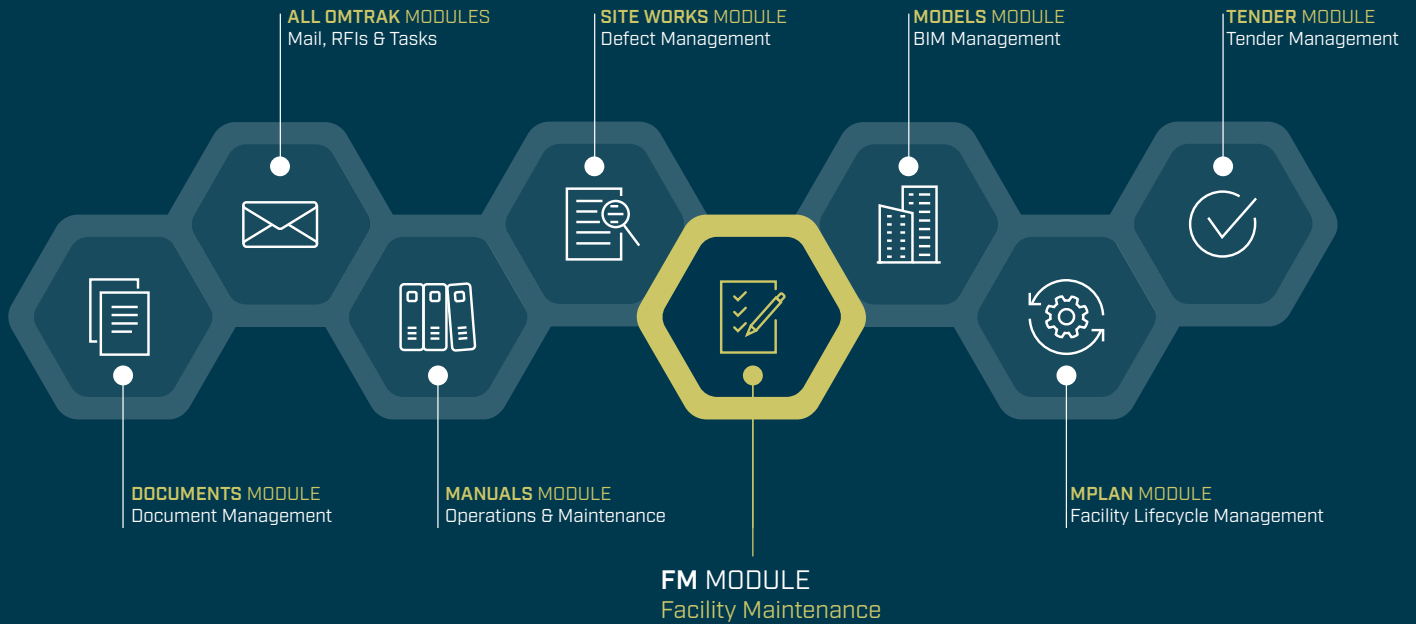 ALL OMTRAK MODULES
Mail, RFIs & Tasks
SITE WORKS MODULE
Defect Management
MODELS MODULE
BIM Management
TENDER MODULE
Tender Management
DOCUMENTS MODULE
Document Management
MANUALS MODULE
Operations & Maintenance
MPLAN MODULE
Facility Lifecycle Management
FM MODULE
Facility Maintenance